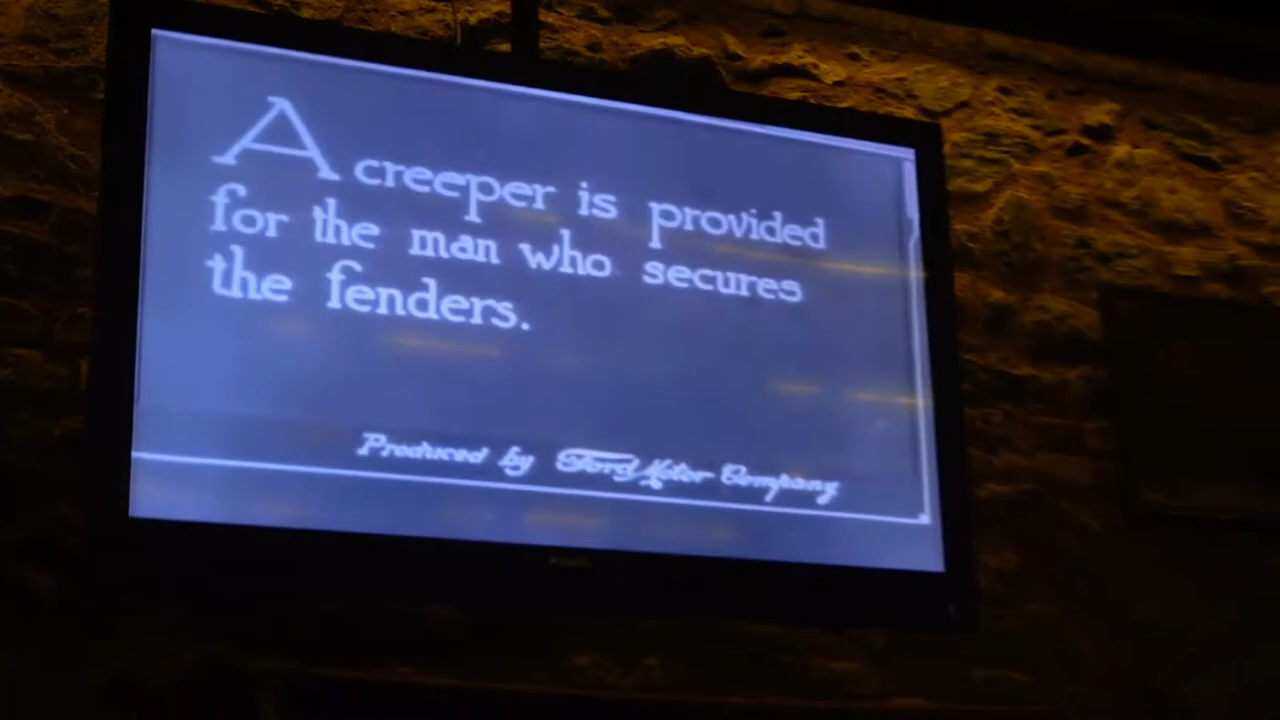 A creeper is provided
for the man who secures
the fenders.
Produced by Ford Motor Company